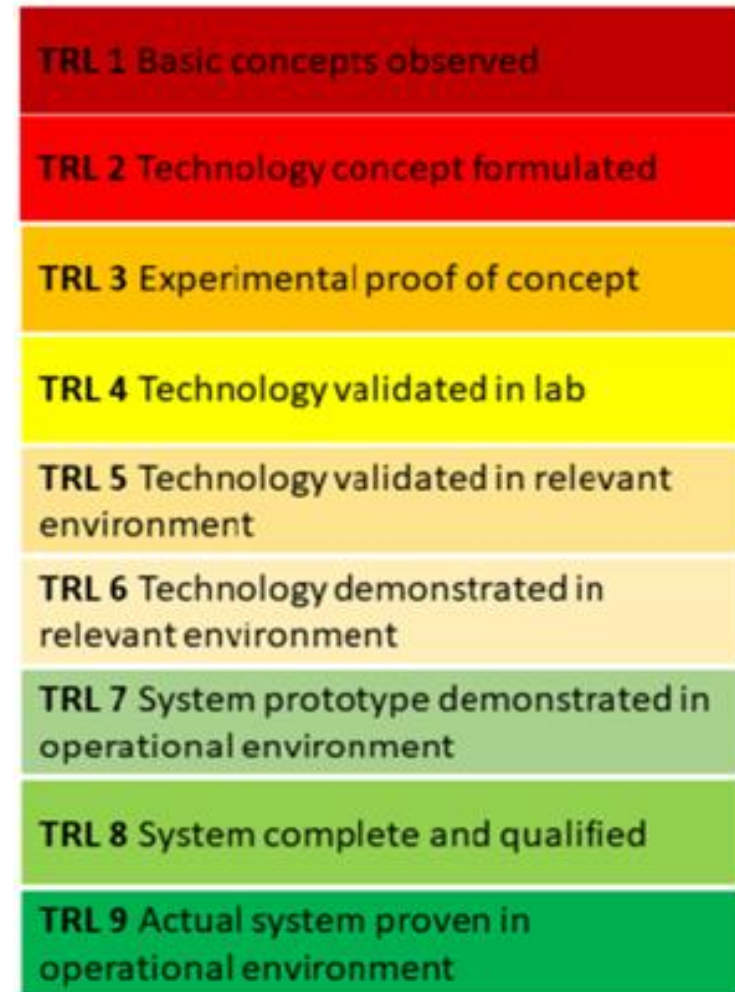 TRL 1 Basic concepts observed
TRL 2 Technology concept formulated
TRL 3 Experimental proof of concept
TRL 4 Technology validated in lab
TRL 5 Technology validated in relevant
environment
TRL 6 Technology demonstrated in
relevant environment
TRL 7 System prototype demonstrated in
operational environment
TRL 8 System complete and qualified
TRL 9 Actual system proven in
operational environment